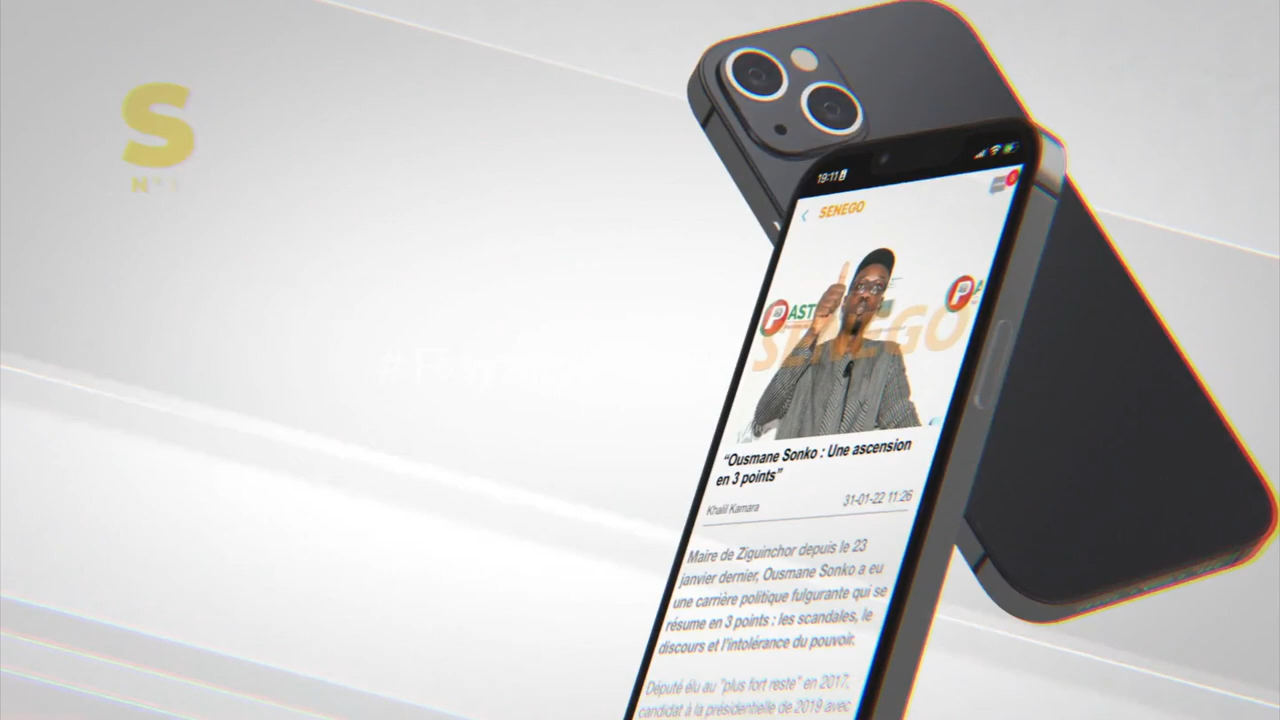 S
N°1
19:11
SENEGO
SENEGO
“Ousmane Sonko : Une ascension
en 3 points”
Khalil Kamara
31-01-22 11:26
Maire de Ziguinchor depuis le 23
janvier dernier, Ousmane Sonko a eu
une carrière politique fulgurante qui se
résume en 3 points : les scandales, le
discours et l'intolérance du pouvoir.
Député élu au "plus fort reste" en 2017,
candidat à la présidentielle de 2019 avec